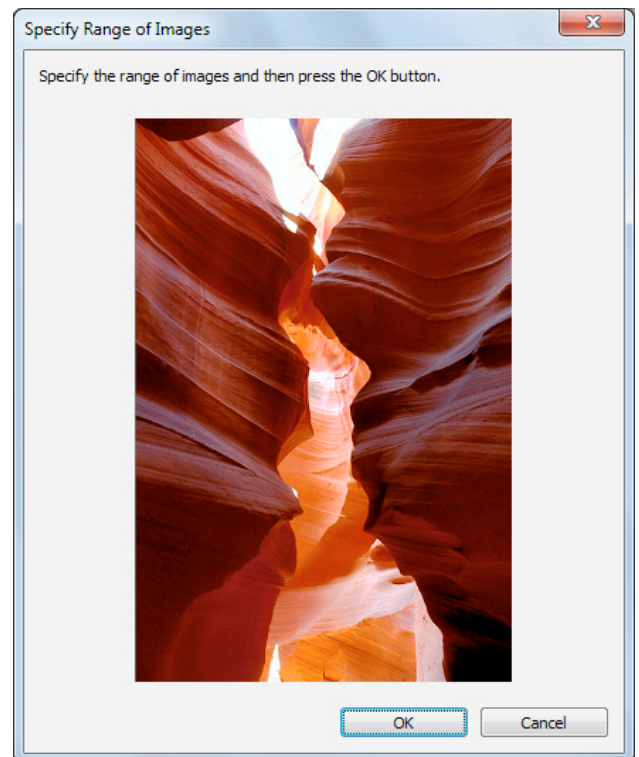 Specify Range of Images
Specify the range of images and then press the OK button.
OK
Cancel